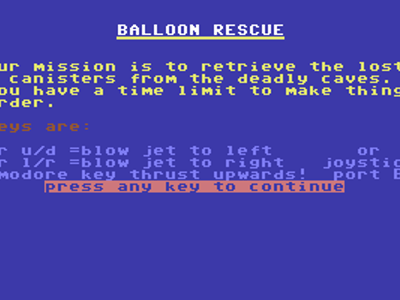 BALLOON RESCUE
ur mission is to retrieve the lost
canisters from the deadly caves.
ou have a time limit to make thing
rder.
eys are:
r u/d =blow jet to left or
r l/r =blow jet to right joystic
modore key thrust upwards! port
press any key to continue